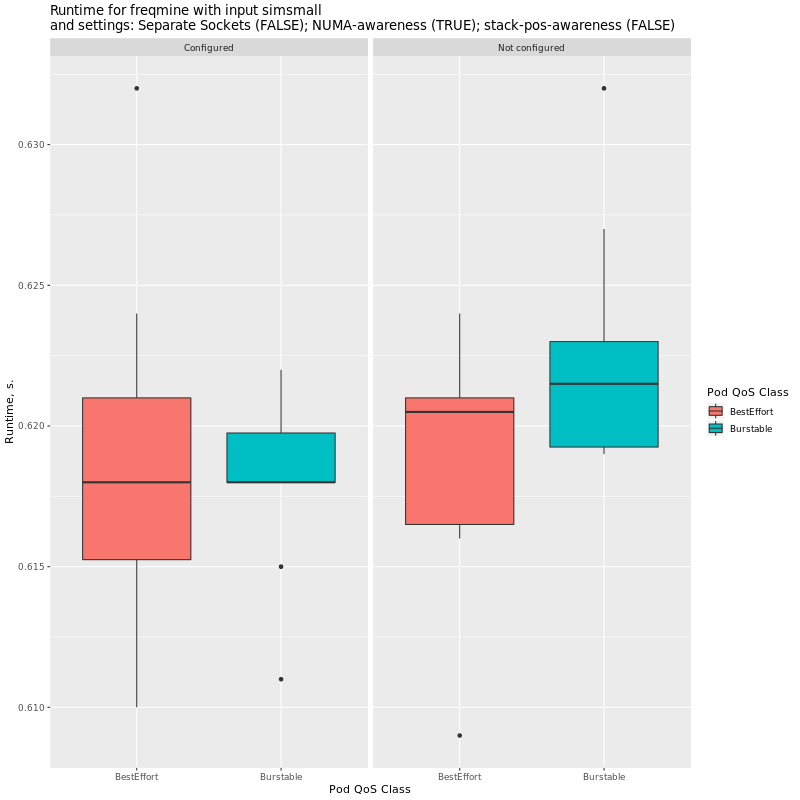 Runtime for freqmine with input simsmall
and settings: Separate Sockets (FALSE); NUMA-awareness (TRUE); stack-pos-awareness (FALSE)
Configured
Not configured
0.630
0.625
0.620
0.615
0.610
Runtime, s.
BestEffort
Burstable
BestEffort
Burstable
Pod QoS Class
Pod QoS Class
BestEffort
Burstable